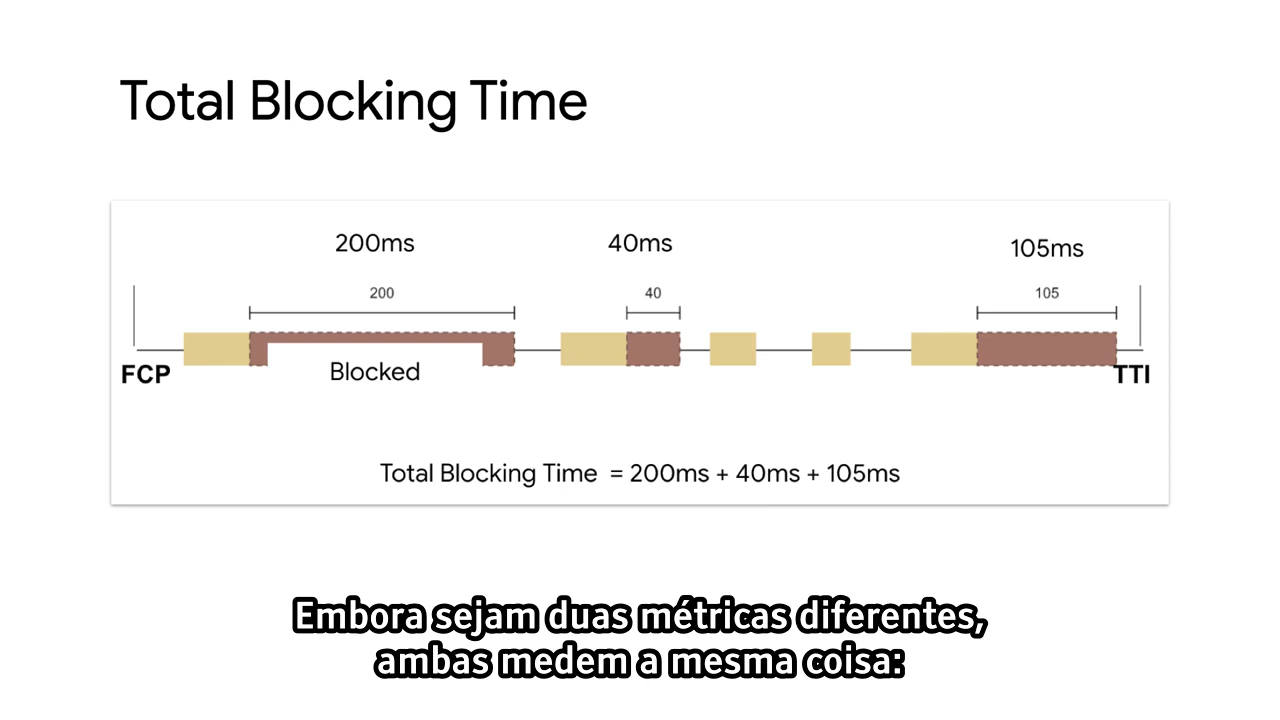 Total Blocking Time
200ms
40ms
105ms
200
40
105
FCP
Blocked
TTI
Total Blocking Time = 200ms + 40ms + 105ms
Embora sejam duas métricas diferentes,
ambas medem a mesma coisa: